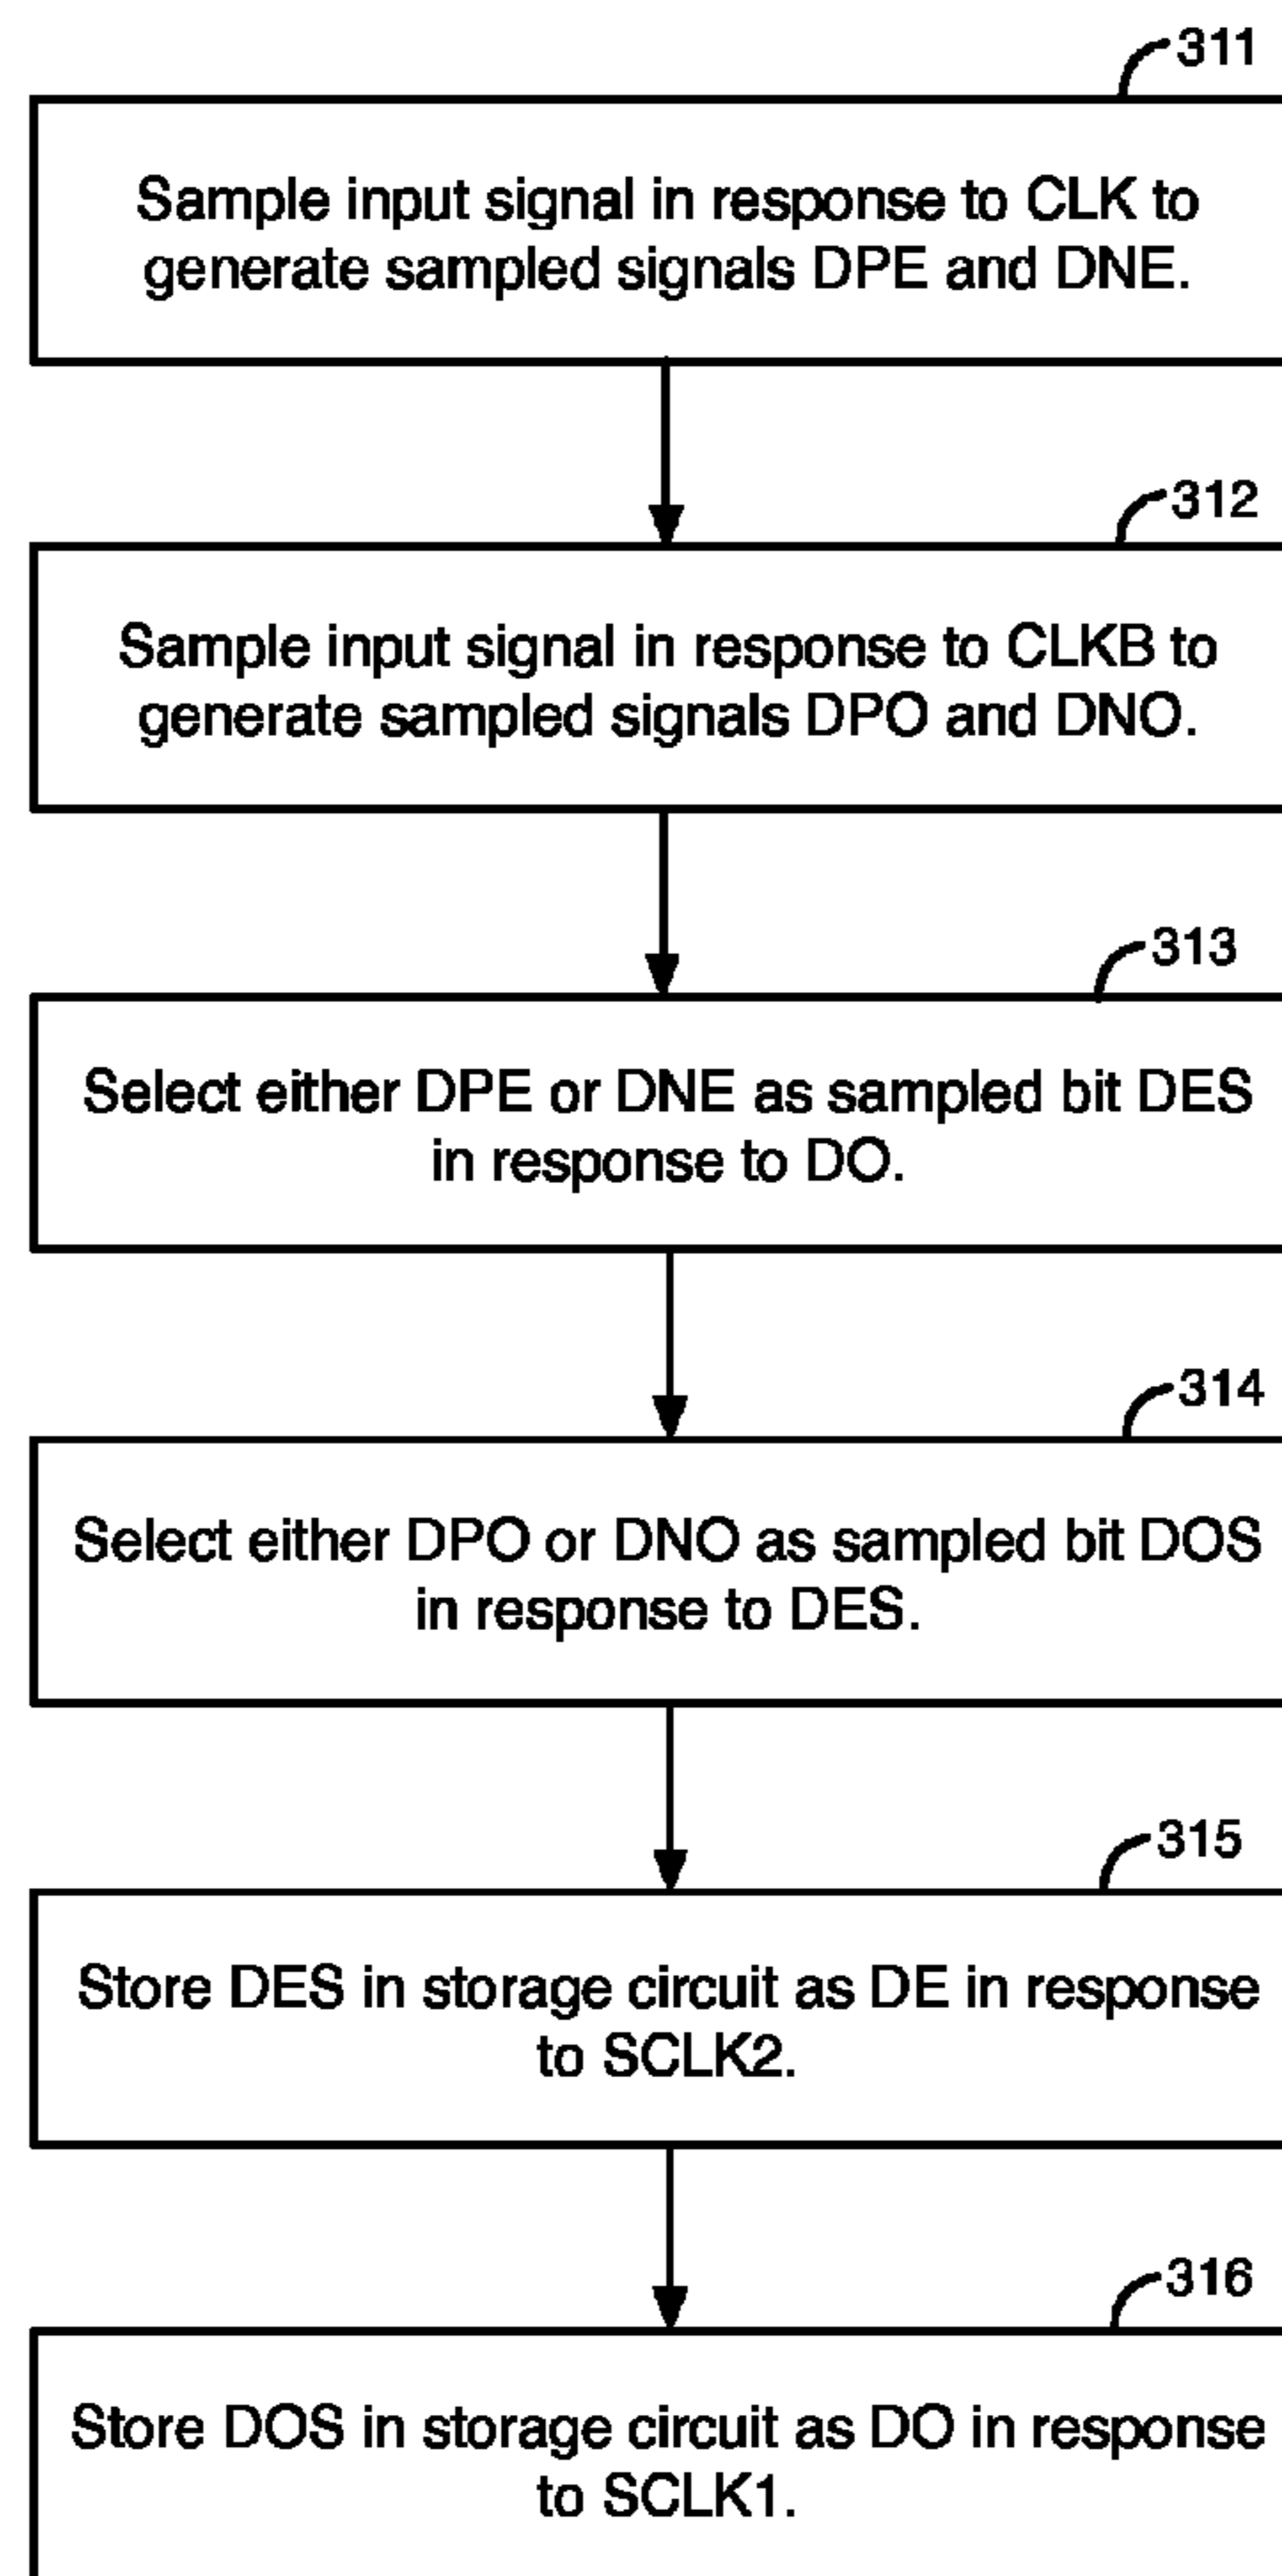 311
Sample input signal in response to CLK to
generate sampled signals DPE and DNE.
312
Sample input signal in response to CLKB to
generate sampled signals DPO and DNO.
313
Select either DPE or DNE as sampled bit DES
in response to DO.
314
Select either DPO or DNO as sampled bit DOS
in response to DES.
315
Store DES in storage circuit as DE in response
to SCLK2.
316
Store DOS in storage circuit as DO in response
to SCLK1.